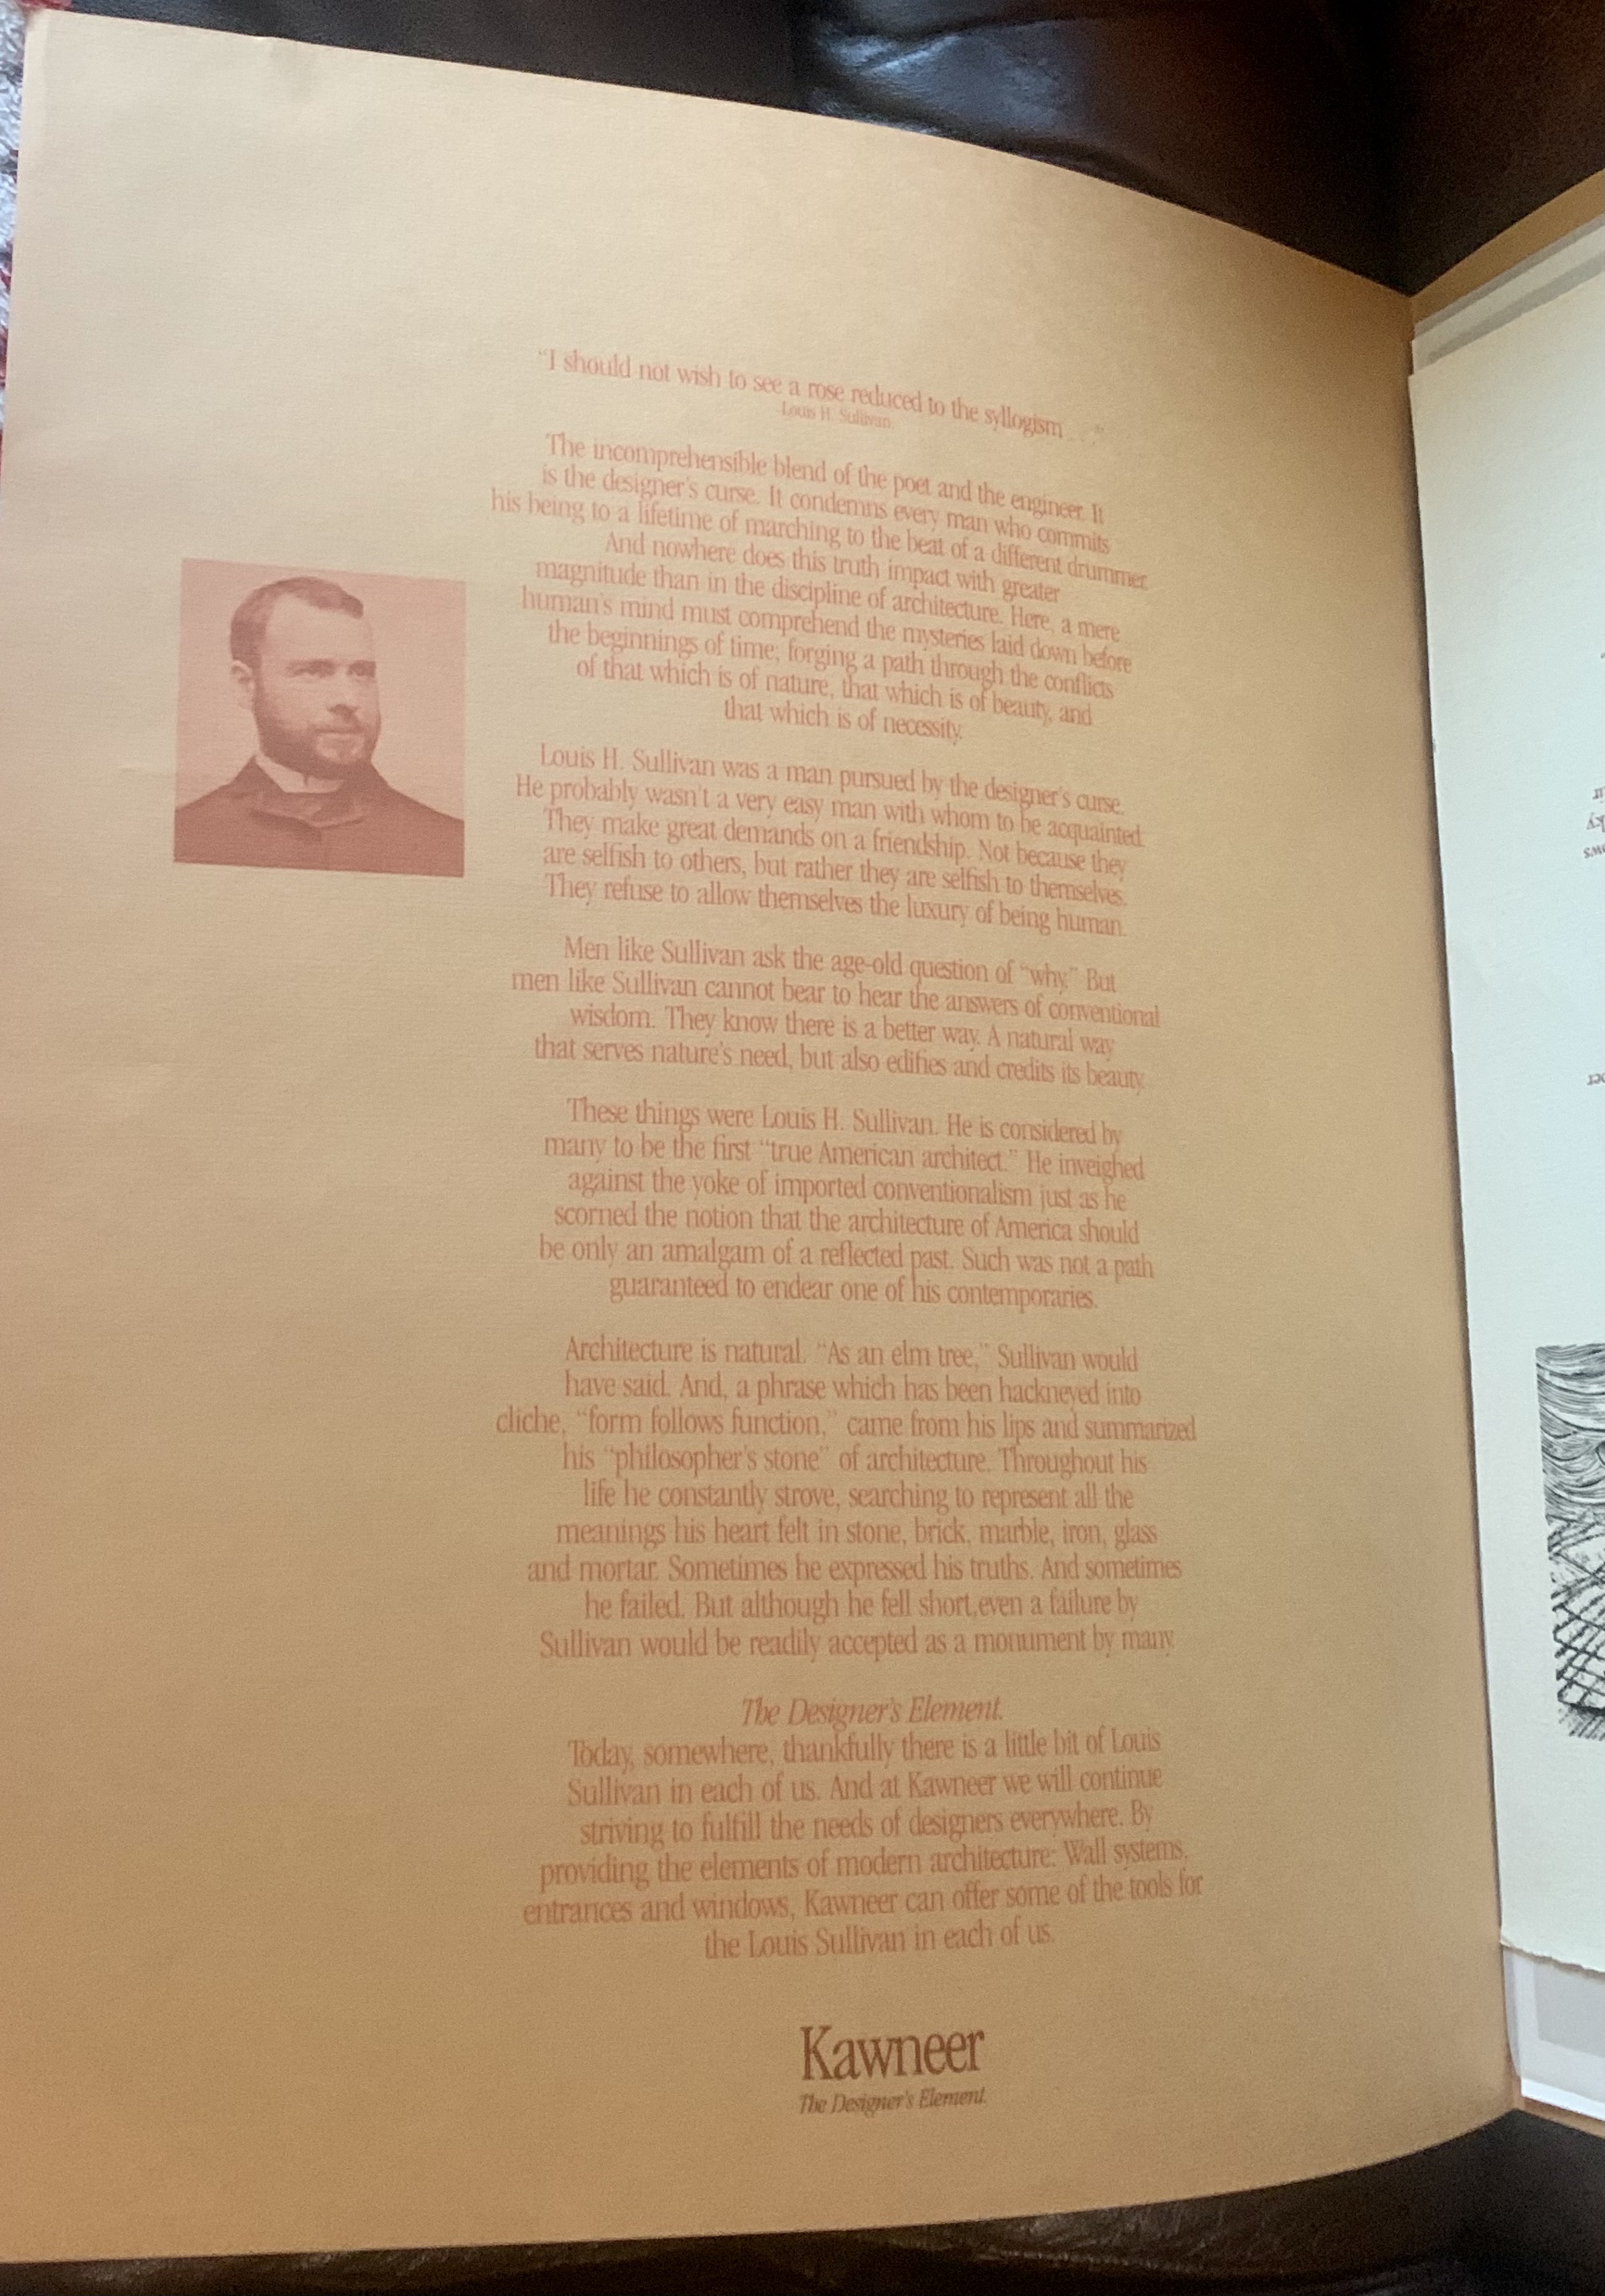 "I should not wish to see a rose reduced to the syllogism . . ."
Louis H. Sullivan.
The incomprehensible blend of the poet and the engineer. It
is the designer's curse. It condemns every man who commits
his being to a lifetime of marching to the beat of a different drummer.
And nowhere does this truth impact with greater
magnitude than in the discipline of architecture. Here, a mere
human's mind must comprehend the mysteries laid down before
the beginnings of time; forging a path through the conflicts
of that which is of nature, that which is of beauty, and
that which is of necessity.
Louis H. Sullivan was a man pursued by the designer's curse.
He probably wasn't a very easy man with whom to be acquainted.
They make great demands on a friendship. Not because they
are selfish to others, but rather they are selfish to themselves.
They refuse to allow themselves the luxury of being human.
Men like Sullivan ask the age-old question of "why." But
men like Sullivan cannot bear to hear the answers of conventional
wisdom. They know there is a better way. A natural way
that serves nature's need, but also edifies and credits its beauty.
These things were Louis H. Sullivan. He is considered by
many to be the first "true American architect." He inveighed
against the yoke of imported conventionalism just as he
scorned the notion that the architecture of America should
be only an amalgam of a reflected past. Such was not a path
guaranteed to endear one of his contemporaries.
Architecture is natural. "As an elm tree," Sullivan would
have said. And, a phrase which has been hackneyed into
cliche, "form follows function," came from his lips and summarized
his "philosopher's stone" of architecture. Throughout his
life he constantly strove, searching to represent all the
meanings his heart felt in stone, brick, marble, iron, glass
and mortar. Sometimes he expressed his truths. And sometimes
he failed. But although he fell short,even a failure by
Sullivan would be readily accepted as a monument by many.
The Designer's Element.
Today, somewhere, thankfully there is a little bit of Louis
Sullivan in each of us. And at Kawneer we will continue
striving to fulfill the needs of designers everywhere. By
providing the elements of modern architecture: Wall systems,
entrances and windows, Kawneer can offer some of the tools for
the Louis Sullivan in each of us.
Kawneer
The Designer's Element.